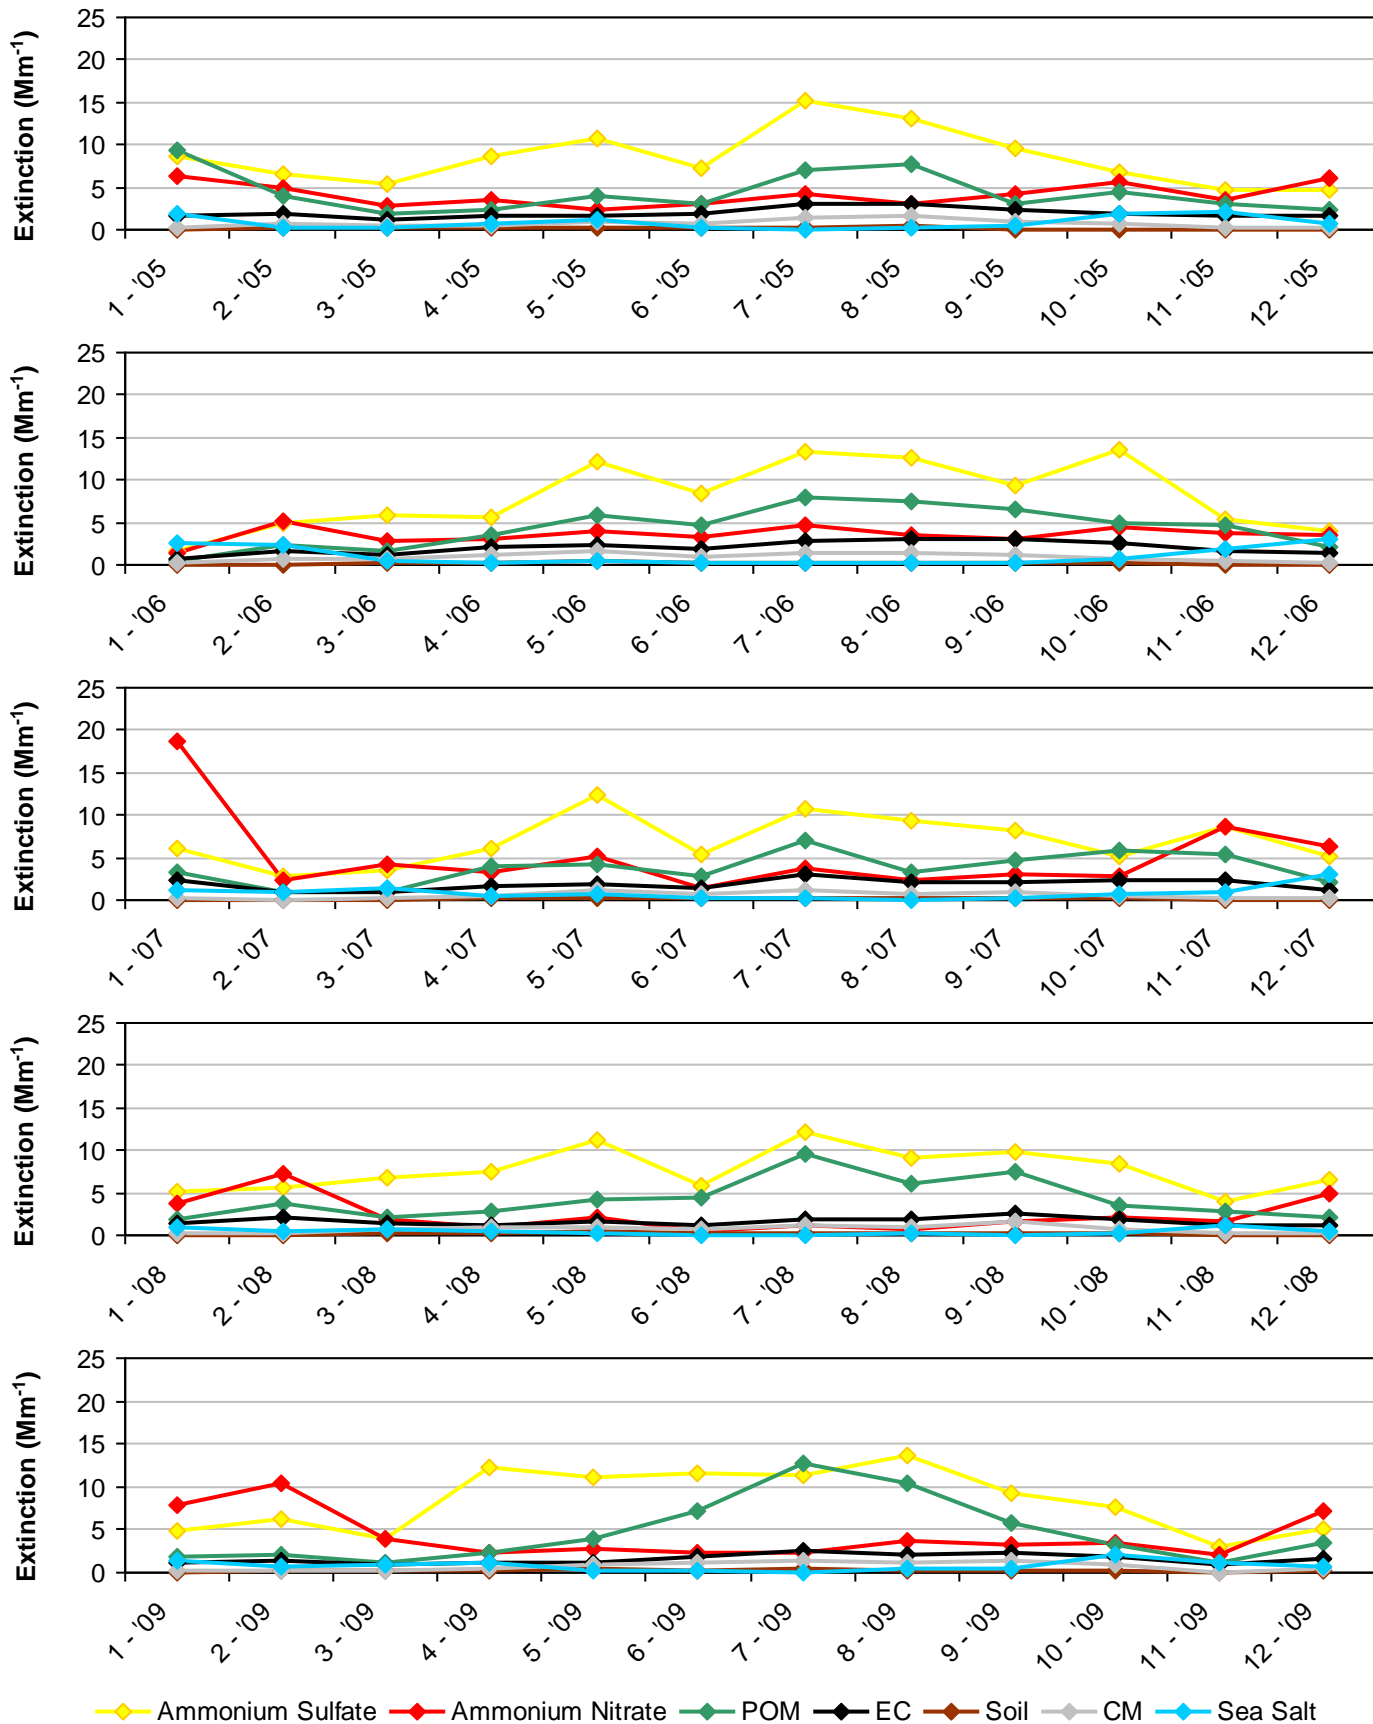 Extinction (Mm⁻¹)
25
20
15
10
5
0
1 - '05 2 - '05 3 - '05 4 - '05 5 - '05 6 - '05 7 - '05 8 - '05 9 - '05 10 - '05 11 - '05 12 - '05
Extinction (Mm⁻¹)
25
20
15
10
5
0
1 - '06 2 - '06 3 - '06 4 - '06 5 - '06 6 - '06 7 - '06 8 - '06 9 - '06 10 - '06 11 - '06 12 - '06
Extinction (Mm⁻¹)
25
20
15
10
5
0
1 - '07 2 - '07 3 - '07 4 - '07 5 - '07 6 - '07 7 - '07 8 - '07 9 - '07 10 - '07 11 - '07 12 - '07
Extinction (Mm⁻¹)
25
20
15
10
5
0
1 - '08 2 - '08 3 - '08 4 - '08 5 - '08 6 - '08 7 - '08 8 - '08 9 - '08 10 - '08 11 - '08 12 - '08
Extinction (Mm⁻¹)
25
20
15
10
5
0
1 - '09 2 - '09 3 - '09 4 - '09 5 - '09 6 - '09 7 - '09 8 - '09 9 - '09 10 - '09 11 - '09 12 - '09
Ammonium Sulfate Ammonium Nitrate POM EC Soil CM Sea Salt